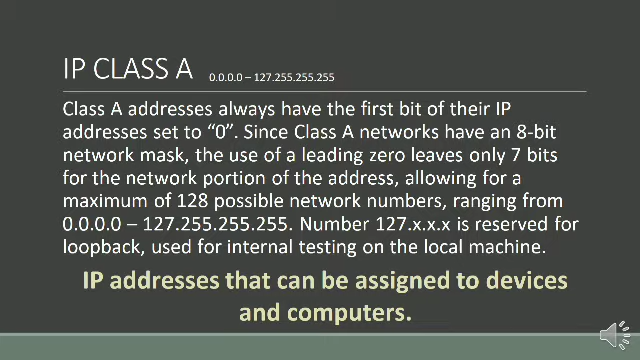 IP CLASS A 0.0.0.0 – 127.255.255.255
Class A addresses always have the first bit of their IP
addresses set to “0”. Since Class A networks have an 8-bit
network mask, the use of a leading zero leaves only 7 bits
for the network portion of the address, allowing for a
maximum of 128 possible network numbers, ranging from
0.0.0.0 – 127.255.255.255. Number 127.x.x.x is reserved for
loopback, used for internal testing on the local machine.
IP addresses that can be assigned to devices
and computers.